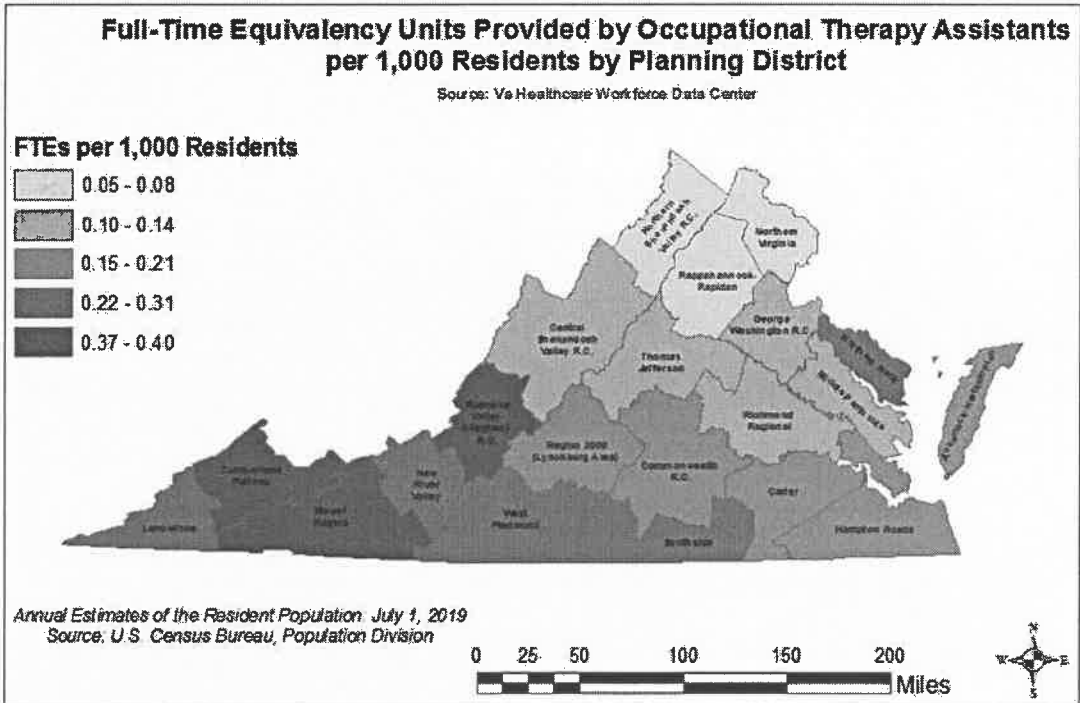 Full-Time Equivalency Units Provided by Occupational Therapy Assistants
per 1,000 Residents by Planning District
Source: Va Healthcare Workforce Data Center
FTEs per 1,000 Residents
0.05 - 0.08
0.10 - 0.14
0.15 - 0.21
0.22 - 0.31
0.37 - 0.40
Northern
Shenandoah
Valley R.C.
Northern
Virginia
Rappahannock-
Rapidan
Central
Shenandoah
Valley R.C.
George
Washington R.C.
Thomas
Jefferson
Richmond
Regional
Region 2000
(Lynchburg Area)
Commonwealth
R.C.
New
River
Valley
Mount
Rogers
West
Piedmont
Southside
Crater
Hampton Roads
Annual Estimates of the Resident Population: July 1, 2019
Source: U.S. Census Bureau, Population Division
0 25 50 100 150 200
Miles
N
W E
S